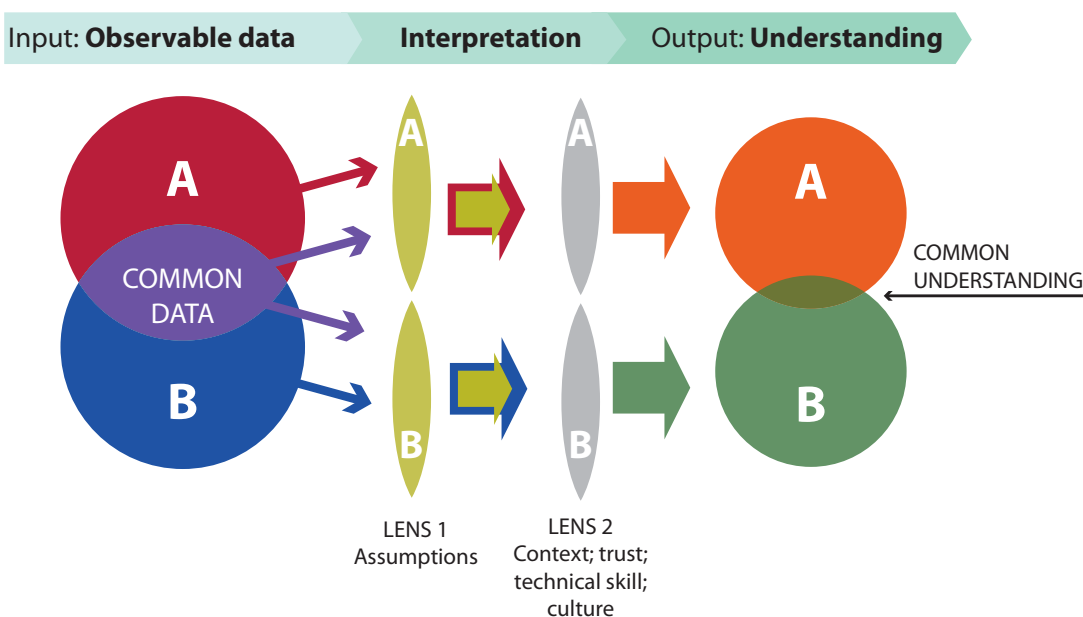 Input: Observable data
Interpretation
Output: Understanding
A
COMMON
DATA
B
A
B
A
B
A
B
COMMON
UNDERSTANDING
LENS 1
Assumptions
LENS 2
Context; trust;
technical skill;
culture